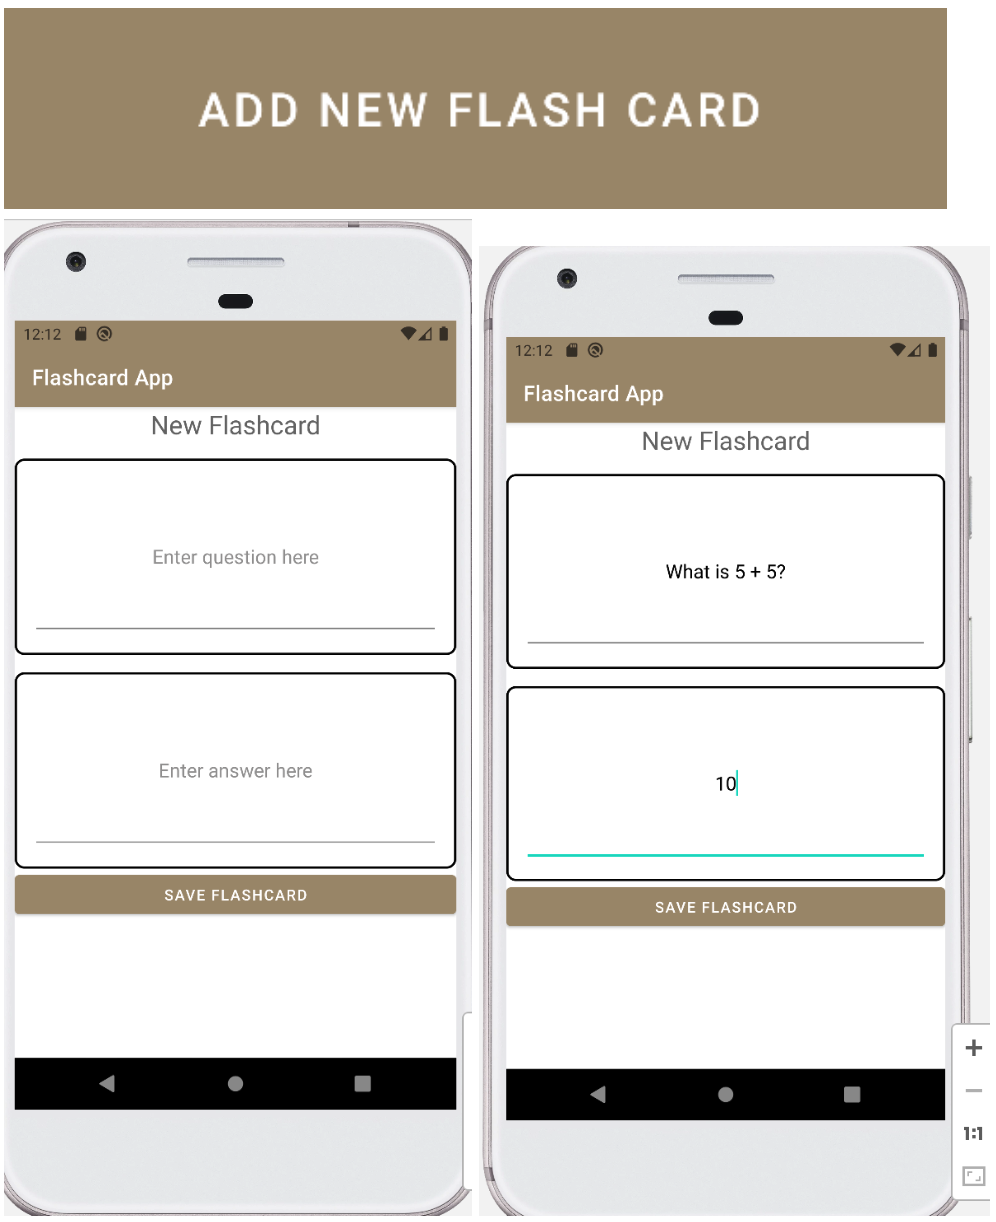 ADD NEW FLASH CARD
12:12
Flashcard App
New Flashcard
Enter question here
Enter answer here
SAVE FLASHCARD
12:12
Flashcard App
New Flashcard
What is 5 + 5?
10
SAVE FLASHCARD
1:1